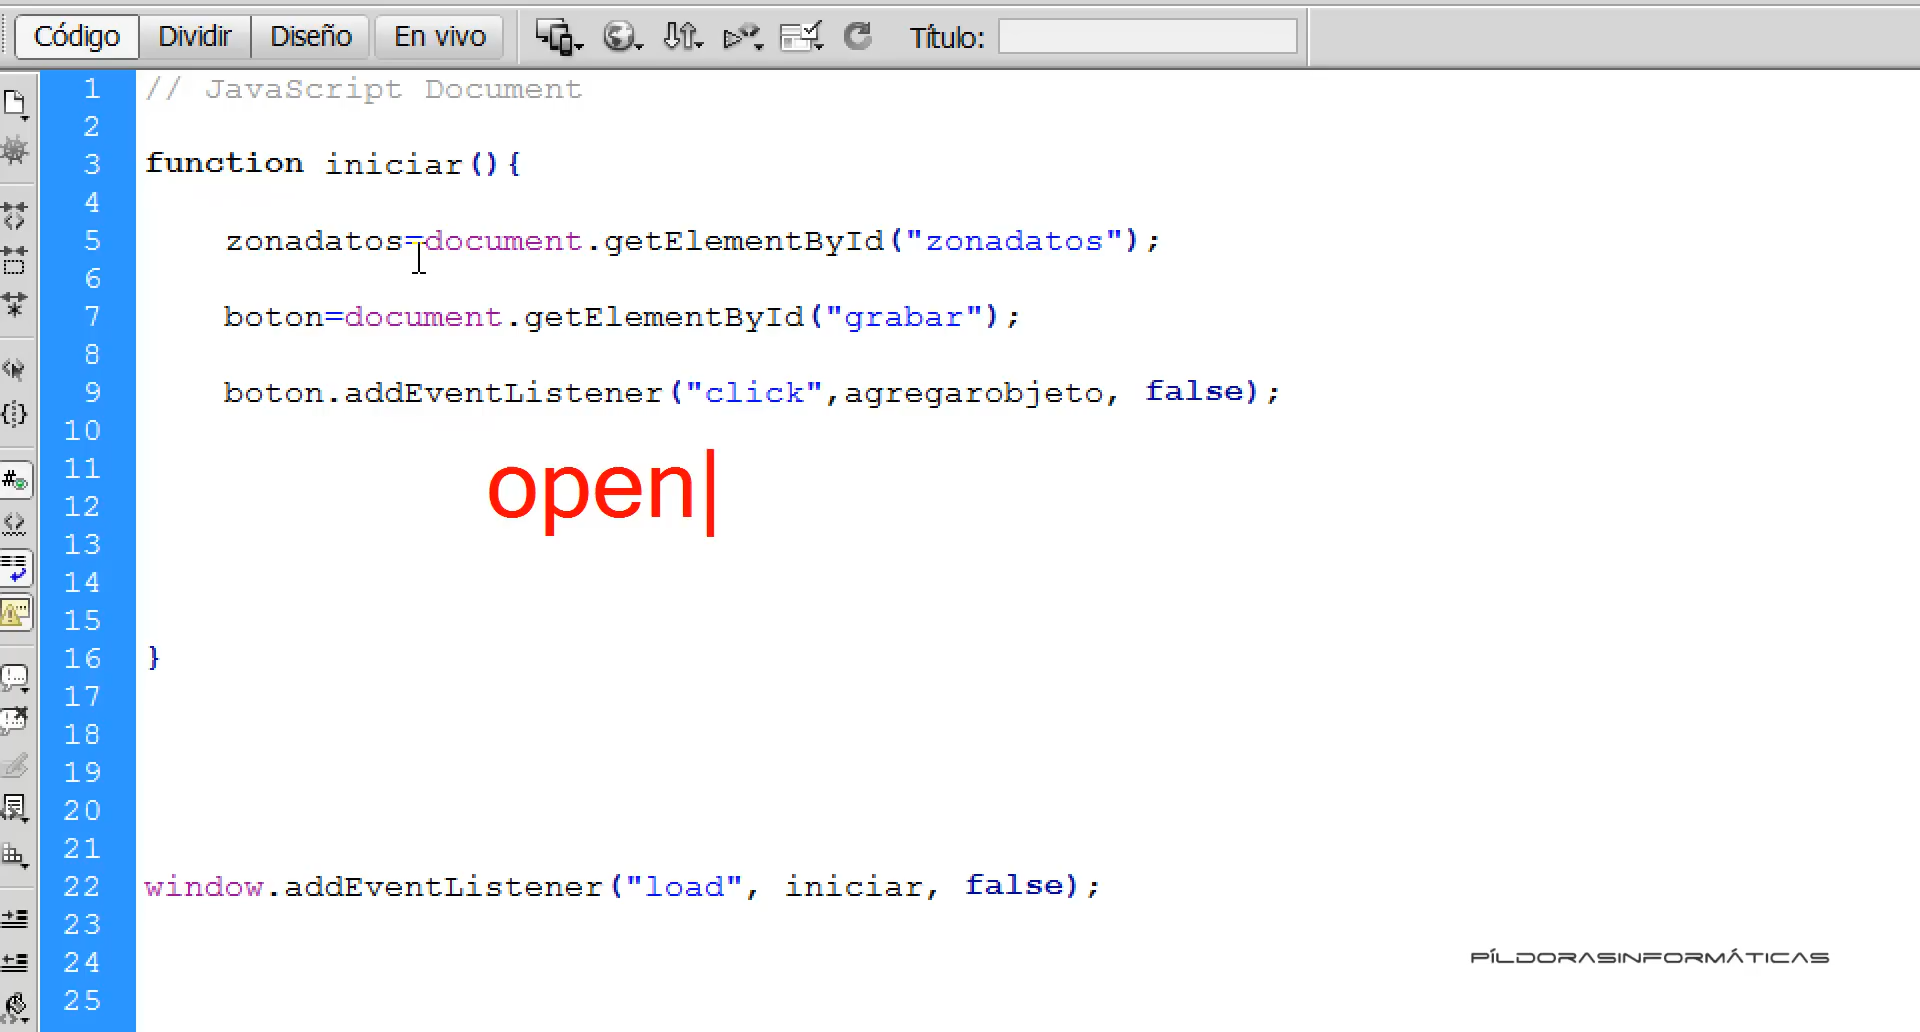 Código Dividir Diseño En vivo Título:
1 // JavaScript Document
2
3 function iniciar(){
4
5 zonadatos=document.getElementById("zonadatos");
6
7 boton=document.getElementById("grabar");
8
9 boton.addEventListener("click",agregarobjeto, false);
10
11
open
12
13
14
15
16 }
17
18
19
20
21
22 window.addEventListener("load", iniciar, false);
23
24
PÍLDORASINFORMÁTICAS
25